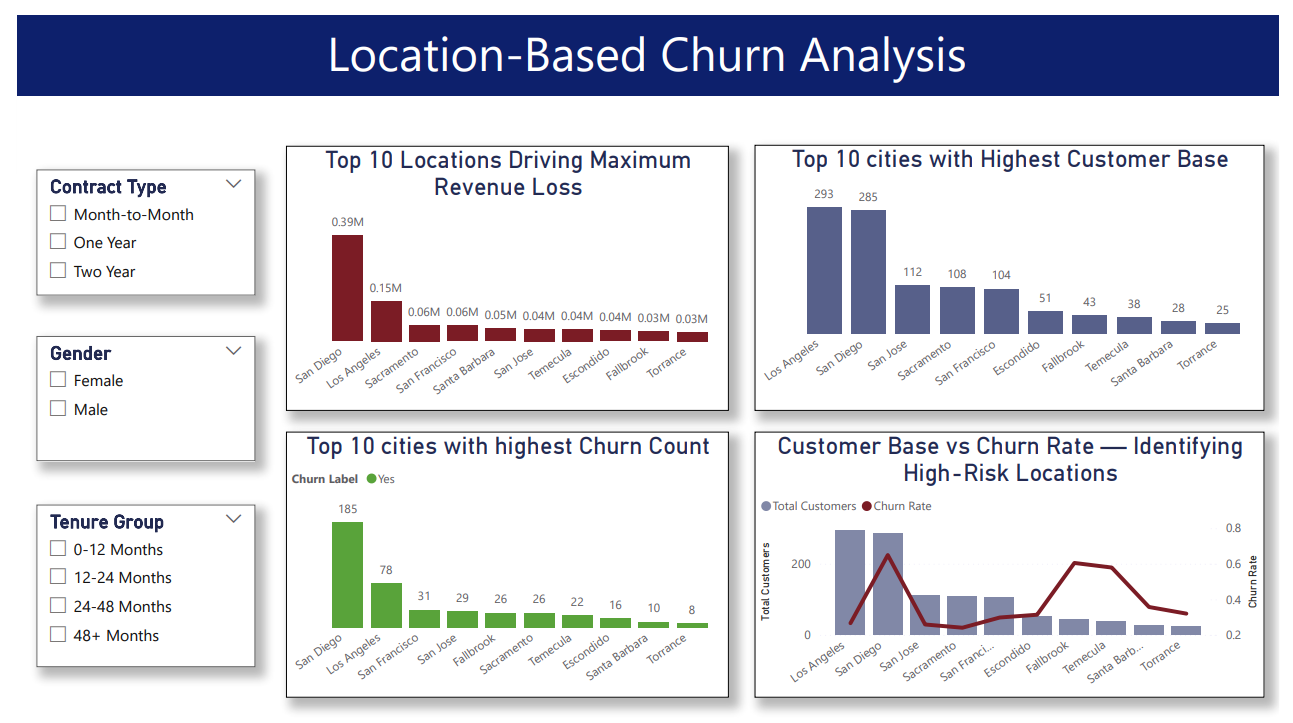 Location-Based Churn Analysis
Contract Type
Month-to-Month
One Year
Two Year
Gender
Female
Male
Tenure Group
0-12 Months
12-24 Months
24-48 Months
48+ Months
Top 10 Locations Driving Maximum
Revenue Loss
0.39M
0.15M
0.06M
0.06M
0.05M
0.04M
0.04M
0.04M
0.03M
0.03M
San Diego
Los Angeles
Sacramento
San Francisco
Santa Barbara
San Jose
Temecula
Escondido
Fallbrook
Torrance
Top 10 cities with Highest Customer Base
293
285
112
108
104
51
43
38
28
25
Los Angeles
San Diego
San Jose
Sacramento
San Francisco
Escondido
Fallbrook
Temecula
Santa Barbara
Torrance
Top 10 cities with highest Churn Count
Churn Label
Yes
185
78
31
29
26
26
22
16
10
8
San Diego
Los Angeles
San Francisco
San Jose
Fallbrook
Sacramento
Temecula
Escondido
Santa Barbara
Torrance
Customer Base vs Churn Rate — Identifying
High-Risk Locations
Total Customers
Churn Rate
Total Customers
200
0
0.8
0.6
0.4
0.2
Churn Rate
Los Angeles
San Diego
San Jose
Sacramento
San Franci...
Escondido
Fallbrook
Temecula
Santa Barb...
Torrance